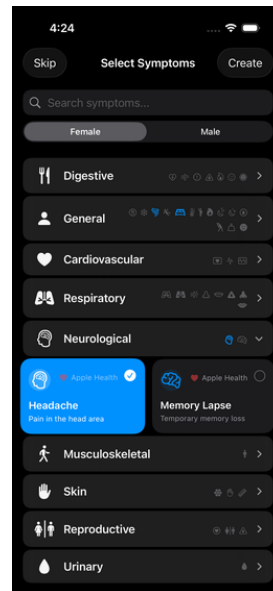 4:24
Skip
Select Symptoms
Create
Search symptoms...
Female
Male
Digestive
General
Cardiovascular
Respiratory
Neurological
Apple Health
Headache
Pain in the head area
Apple Health
Memory Lapse
Temporary memory loss
Musculoskeletal
Skin
Reproductive
Urinary